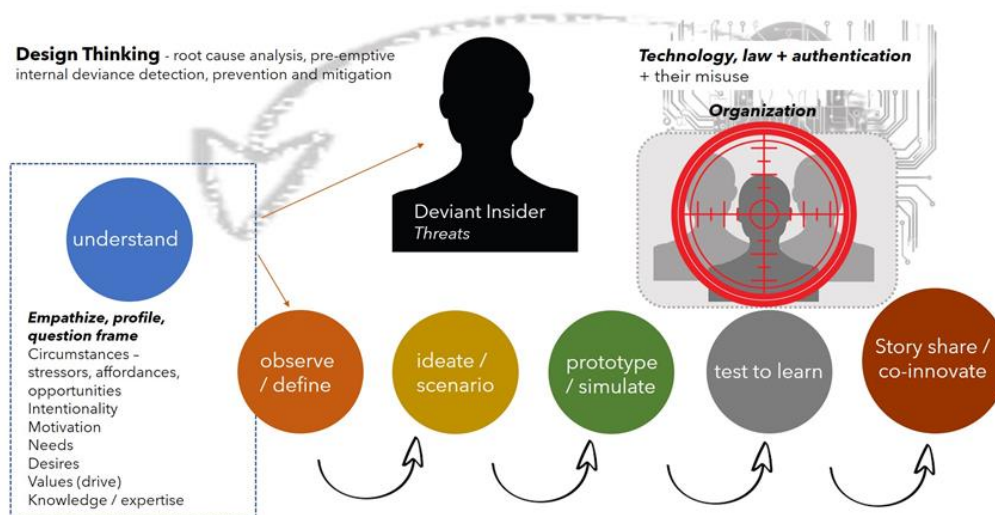 Design Thinking - root cause analysis, pre-emptive
internal deviance detection, prevention and mitigation
Technology, law + authentication
+ their misuse
Organization
Deviant Insider
Threats
understand
Empathize, profile,
question frame
Circumstances –
stressors, affordances,
opportunities
Intentionality
Motivation
Needs
Desires
Values (drive)
Knowledge / expertise
observe
/ define
ideate /
scenario
prototype
/ simulate
test to learn
Story share /
co-innovate